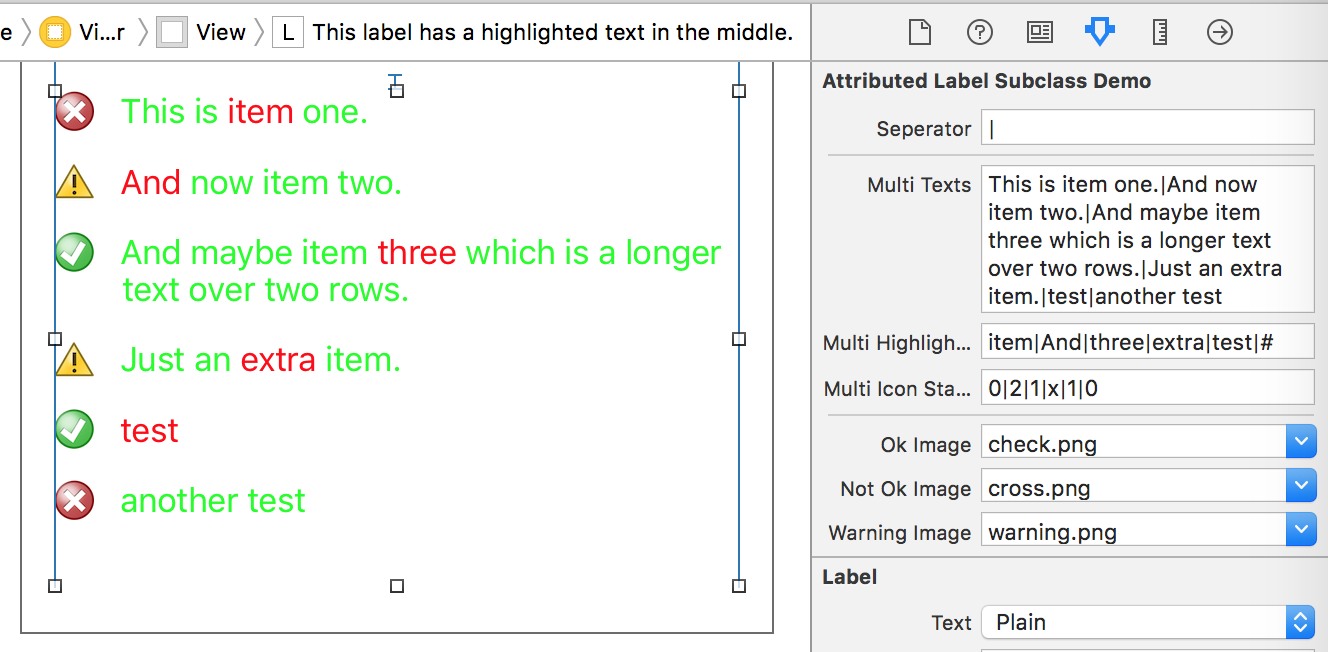 e Vi...r View L This label has a highlighted text in the middle.
This is item one.
And now item two.
And maybe item three which is a longer
text over two rows.
Just an extra item.
test
another test
Attributed Label Subclass Demo
Seperator |
Multi Texts This is item one.|And now
item two.|And maybe item
three which is a longer text
over two rows.|Just an extra
item.|test|another test
Multi Highligh... item|And|three|extra|test|#
Multi Icon Sta... 0|2|1|x|1|0
Ok Image check.png
Not Ok Image cross.png
Warning Image warning.png
Label
Text Plain